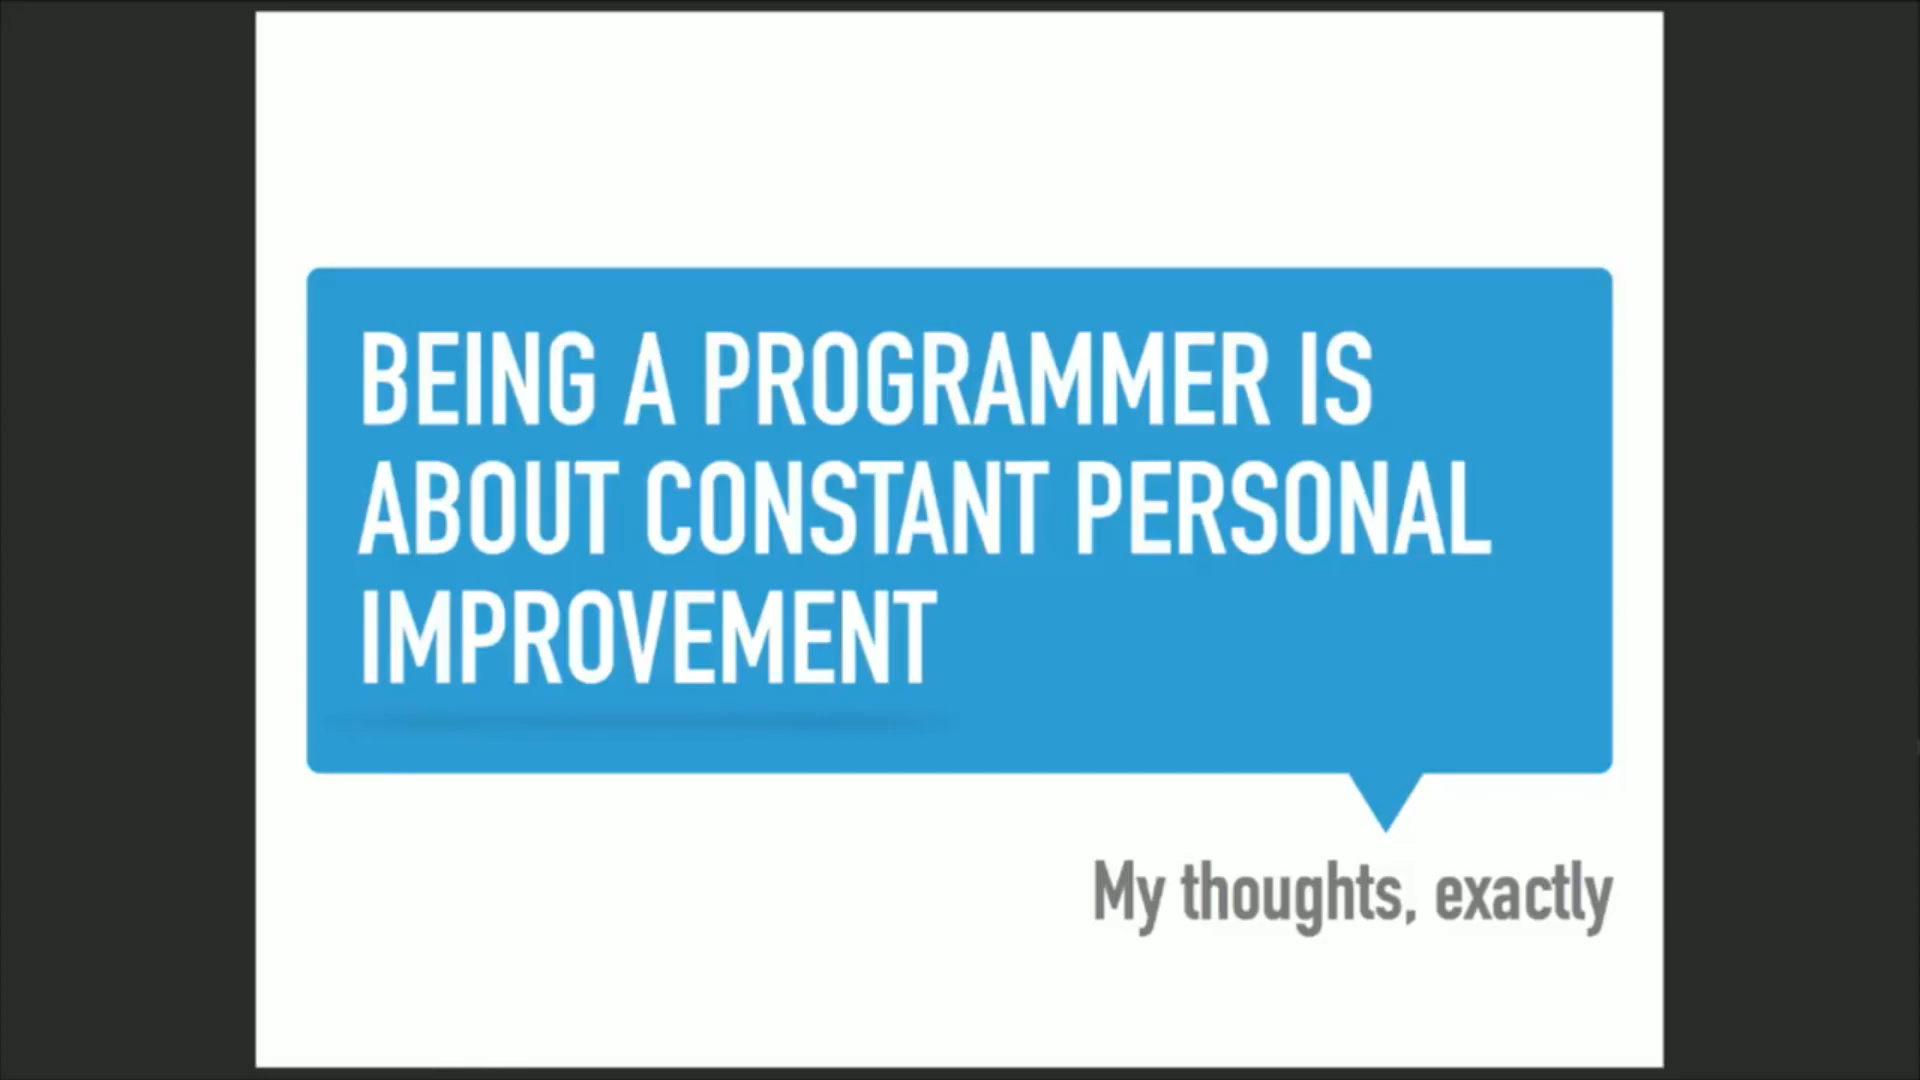 BEING A PROGRAMMER IS
ABOUT CONSTANT PERSONAL
IMPROVEMENT
My thoughts, exactly